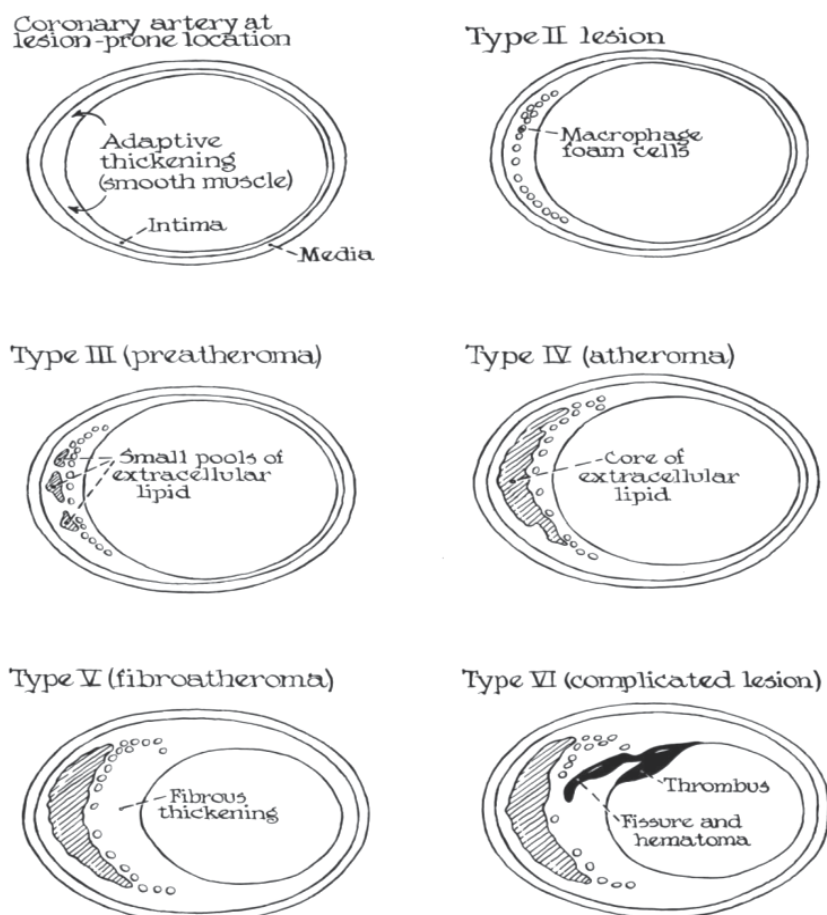 Coronary artery at
lesion-prone location
Adaptive
thickening
(smooth muscle)
Intima
Media
Type II lesion
Macrophage
foam cells
Type III (preatheroma)
Small pools of
extracellular
lipid
Type IV (atheroma)
Core of
extracellular
lipid
Type V (fibroatheroma)
Fibrous
thickening
Type VI (complicated lesion)
Thrombus
Fissure and
hematoma